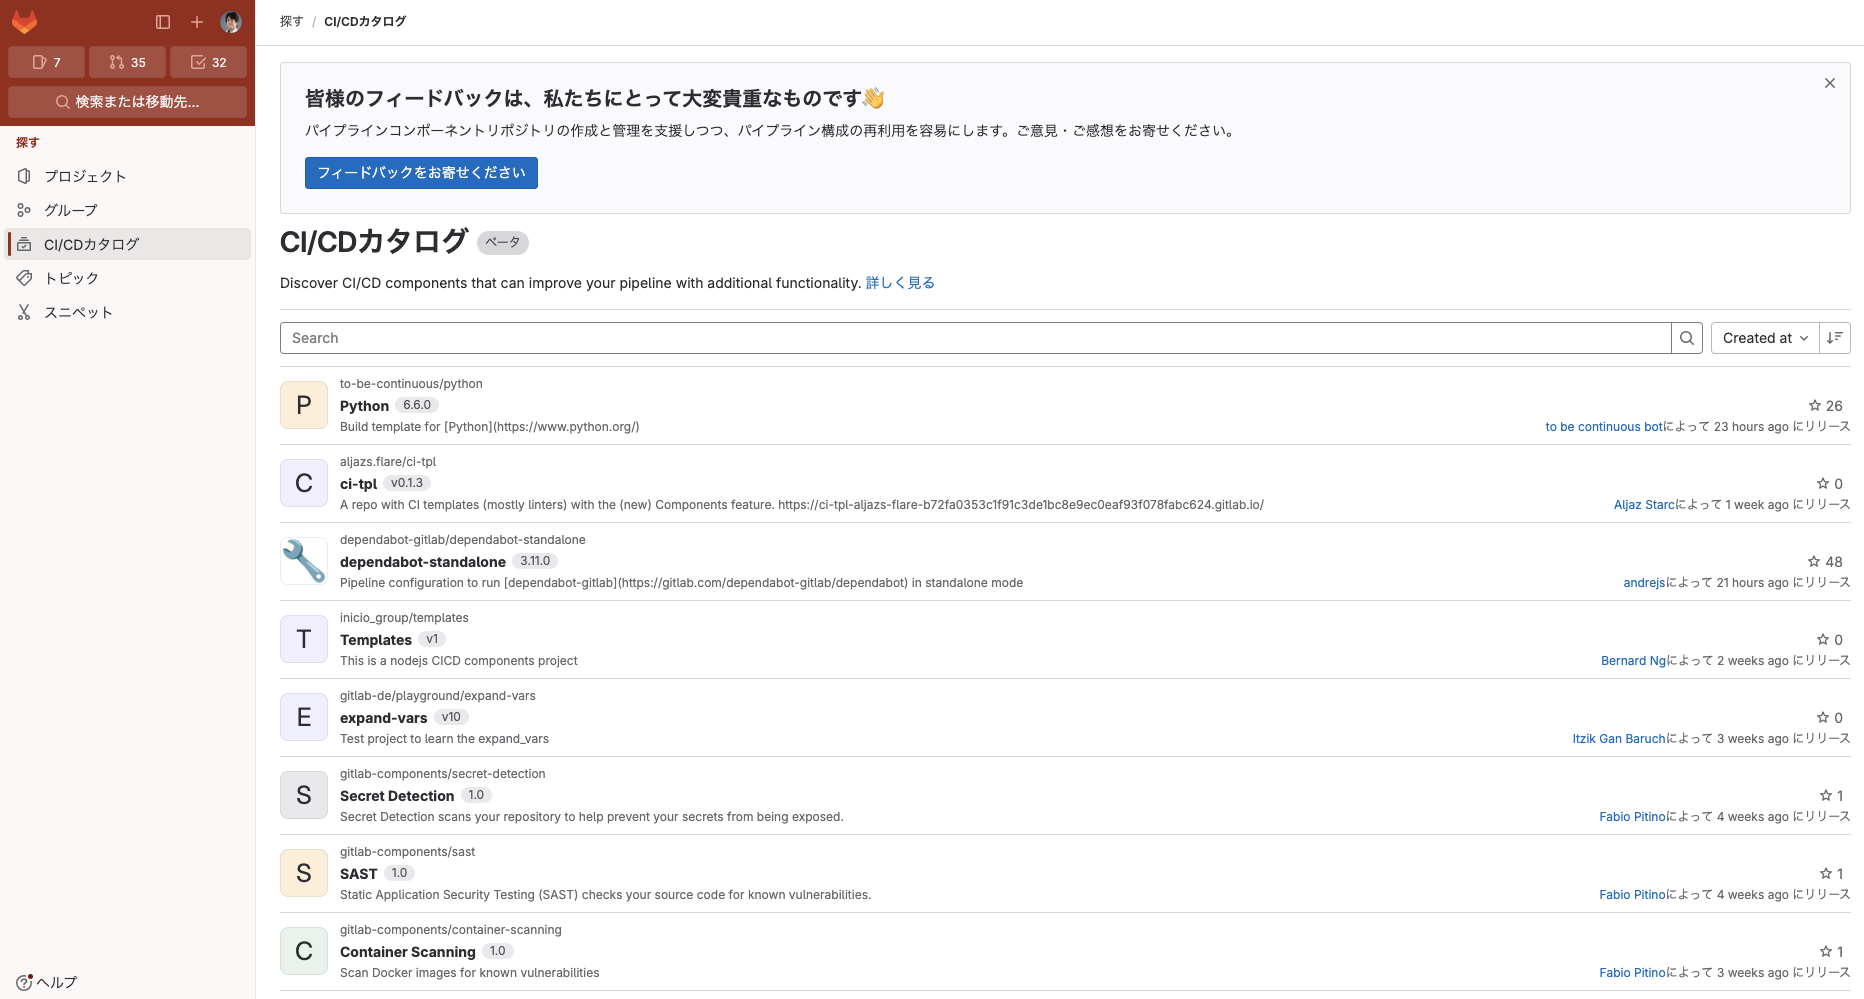 7
35
32
検索または移動先...
探す
プロジェクト
グループ
CI/CDカタログ
トピック
スニペット
ヘルプ
探す / CI/CDカタログ
皆様のフィードバックは、私たちにとって大変貴重なものです👋
パイプラインコンポーネントリポジトリの作成と管理を支援しつつ、パイプライン構成の再利用を容易にします。ご意見・ご感想をお寄せください。
フィードバックをお寄せください
CI/CDカタログ ベータ
Discover CI/CD components that can improve your pipeline with additional functionality. 詳しく見る
Search
Created at
P
to-be-continuous/python
Python 6.6.0
26
Build template for [Python](https://www.python.org/)
to be continuous botによって 23 hours ago にリリース
C
aljazs.flare/ci-tpl
ci-tpl v0.1.3
0
A repo with CI templates (mostly linters) with the (new) Components feature. https://ci-tpl-aljazs-flare-b72fa0353c1f91c3de1bc8e9ec0eaf93f078fabc624.gitlab.io/
Aljaz Starcによって 1 week ago にリリース
dependabot-gitlab/dependabot-standalone
dependabot-standalone 3.11.0
48
Pipeline configuration to run [dependabot-gitlab](https://gitlab.com/dependabot-gitlab/dependabot) in standalone mode
andrejsによって 21 hours ago にリリース
T
inicio_group/templates
Templates v1
0
This is a nodejs CICD components project
Bernard Ngによって 2 weeks ago にリリース
E
gitlab-de/playground/expand-vars
expand-vars v10
0
Test project to learn the expand_vars
Itzik Gan Baruchによって 3 weeks ago にリリース
S
gitlab-components/secret-detection
Secret Detection 1.0
1
Secret Detection scans your repository to help prevent your secrets from being exposed.
Fabio Pitinoによって 4 weeks ago にリリース
S
gitlab-components/sast
SAST 1.0
1
Static Application Security Testing (SAST) checks your source code for known vulnerabilities.
Fabio Pitinoによって 4 weeks ago にリリース
C
gitlab-components/container-scanning
Container Scanning 1.0
1
Scan Docker images for known vulnerabilities
Fabio Pitinoによって 3 weeks ago にリリース